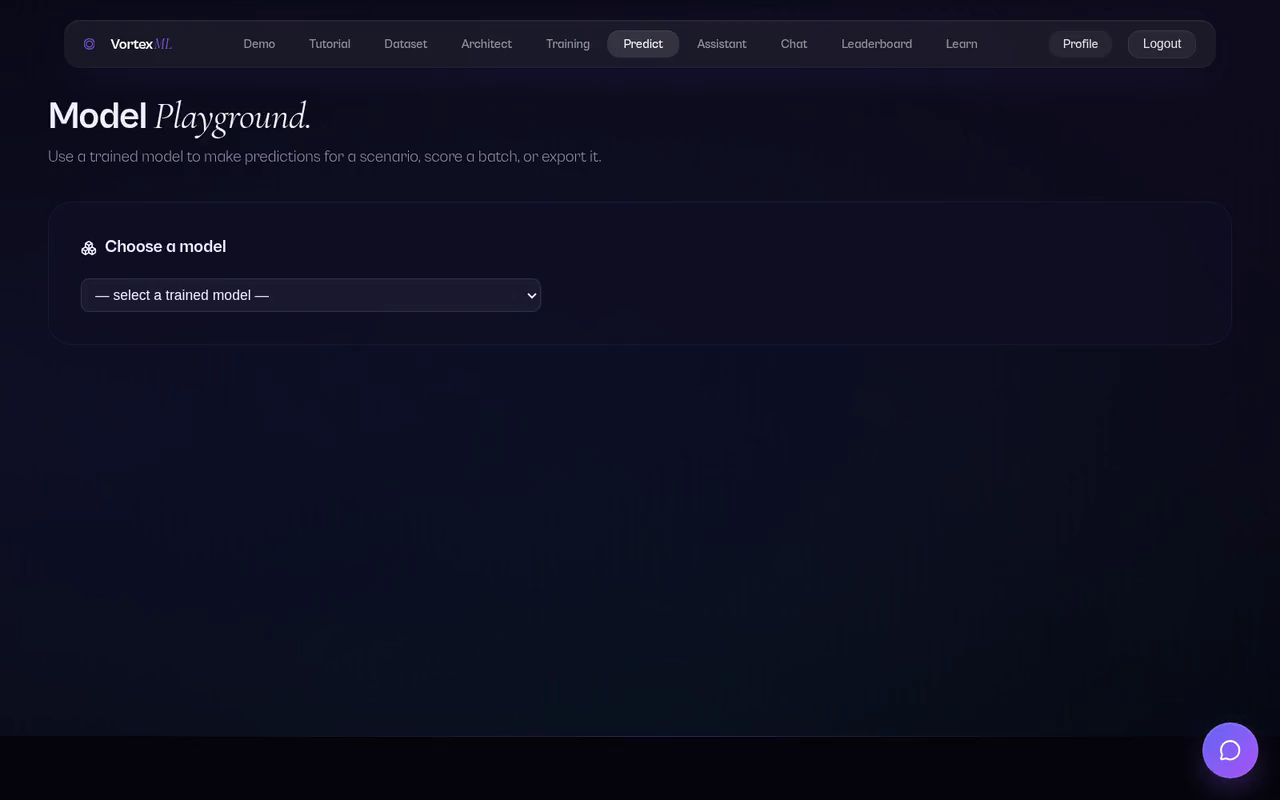 VortexML Demo Tutorial Dataset Architect Training Predict Assistant Chat Leaderboard Learn Profile Logout
Model Playground.
Use a trained model to make predictions for a scenario, score a batch, or export it.
Choose a model
— select a trained model —